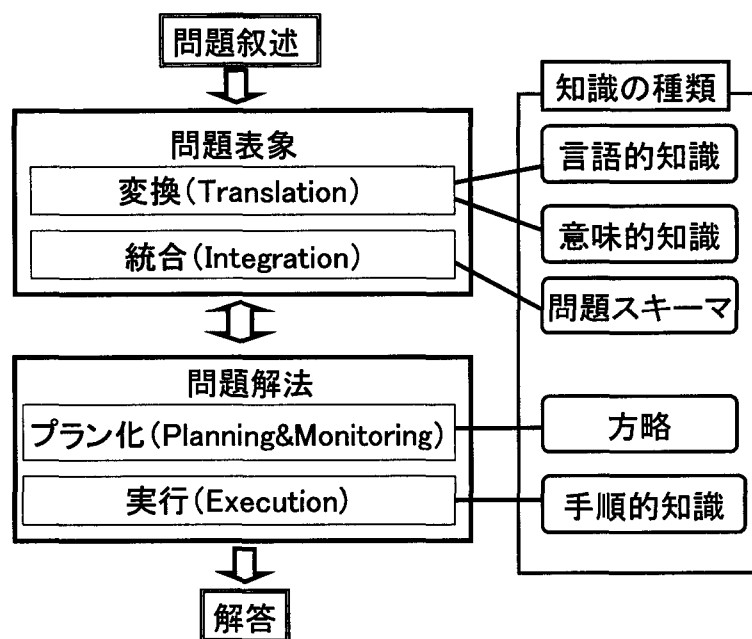 問題叙述
問題表象
変換(Translation)
統合(Integration)
問題解法
プラン化(Planning&Monitoring)
実行(Execution)
解答
知識の種類
言語的知識
意味的知識
問題スキーマ
方略
手順的知識